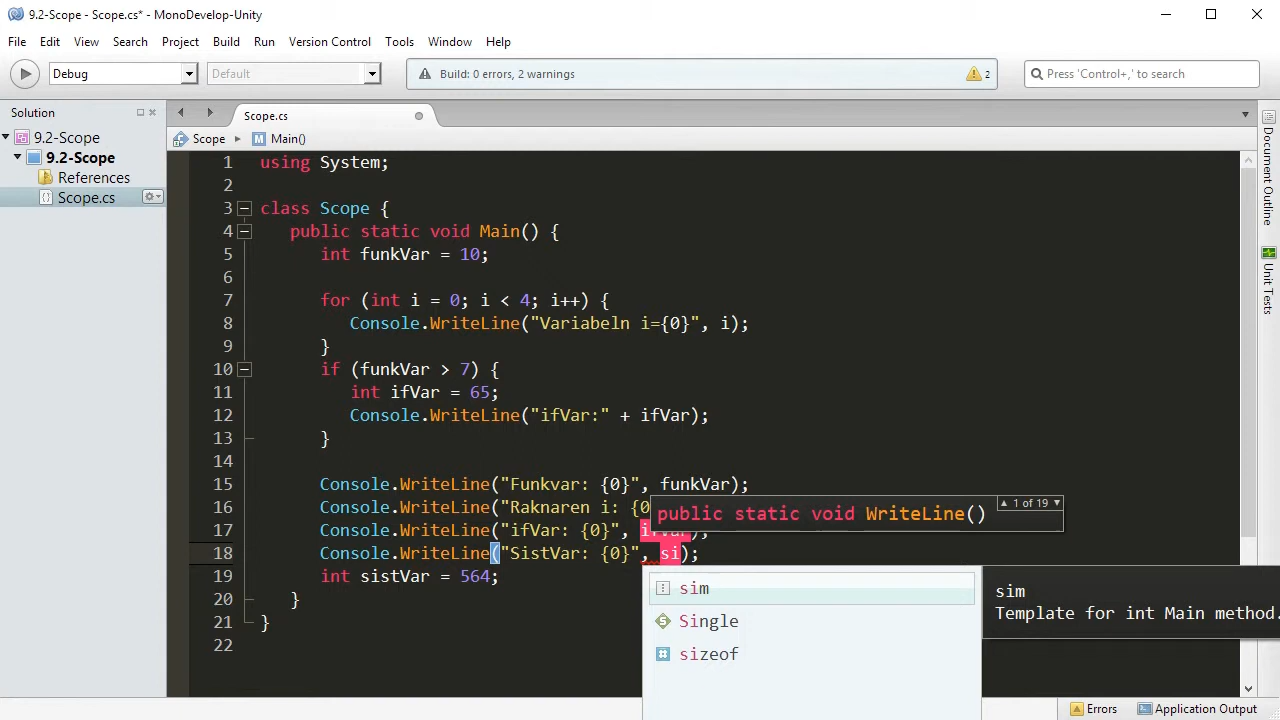 9.2-Scope - Scope.cs* - MonoDevelop-Unity
File Edit View Search Project Build Run Version Control Tools Window Help
Debug Default Build: 0 errors, 2 warnings 2 Press 'Control+,' to search
Solution
9.2-Scope
9.2-Scope
References
Scope.cs
Scope.cs
Scope Main()
1 using System;
2
3 class Scope {
4 public static void Main() {
5 int funkVar = 10;
6
7 for (int i = 0; i < 4; i++) {
8 Console.WriteLine("Variabeln i={0}", i);
9 }
10 if (funkVar > 7) {
11 int ifVar = 65;
12 Console.WriteLine("ifVar:" + ifVar);
13 }
14
15 Console.WriteLine("Funkvar: {0}", funkVar);
16 Console.WriteLine("Raknaren i: {0
17 Console.WriteLine("ifVar: {0}", ifVar);
18 Console.WriteLine("SistVar: {0}", si);
19 int sistVar = 564;
20 }
21 }
22
1 of 19
public static void WriteLine()
sim
Single
sizeof
sim
Template for int Main method.
Document Outline
Unit Tests
Errors Application Output